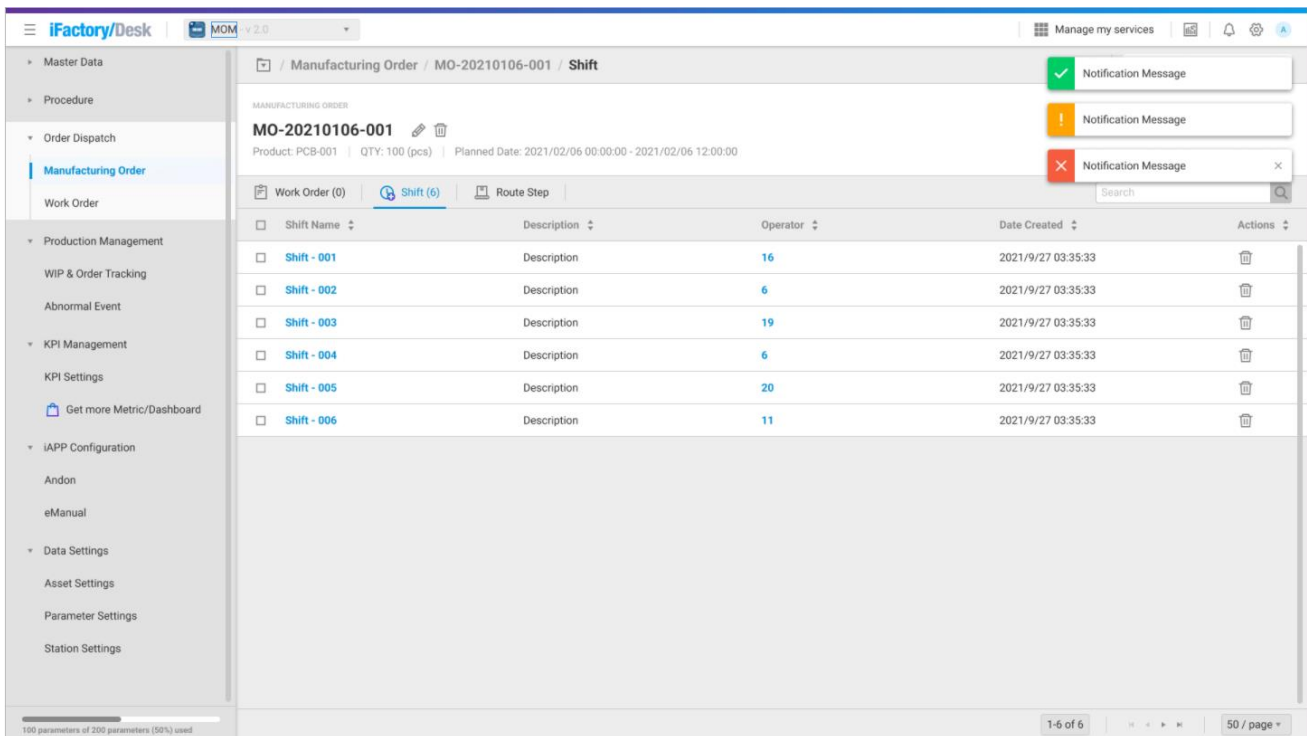 iFactory/Desk MOM - v 2.0 Manage my services A
Master Data
Procedure
Order Dispatch
Manufacturing Order
Work Order
Production Management
WIP & Order Tracking
Abnormal Event
KPI Management
KPI Settings
Get more Metric/Dashboard
iAPP Configuration
Andon
eManual
Data Settings
Asset Settings
Parameter Settings
Station Settings
100 parameters of 200 parameters (50%) used
/ Manufacturing Order / MO-20210106-001 / Shift
MANUFACTURING ORDER
MO-20210106-001
Product: PCB-001 | QTY: 100 (pcs) | Planned Date: 2021/02/06 00:00:00 - 2021/02/06 12:00:00
Notification Message
Notification Message
Notification Message
Work Order (0) Shift (6) Route Step Search
Shift Name Description Operator Date Created Actions
Shift - 001 Description 16 2021/9/27 03:35:33
Shift - 002 Description 6 2021/9/27 03:35:33
Shift - 003 Description 19 2021/9/27 03:35:33
Shift - 004 Description 6 2021/9/27 03:35:33
Shift - 005 Description 20 2021/9/27 03:35:33
Shift - 006 Description 11 2021/9/27 03:35:33
1-6 of 6 50 / page